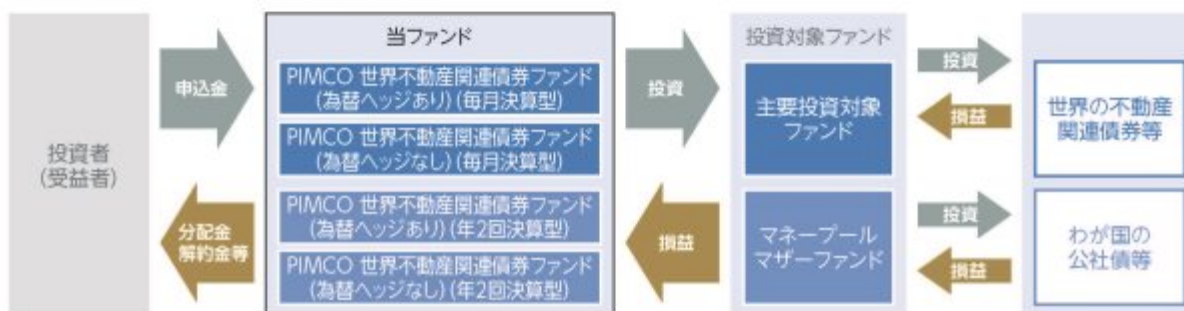 投資者
(受益者)
申込金
分配金
解約金等
当ファンド
PIMCO 世界不動産関連債券ファンド
(為替ヘッジあり) (毎月決算型)
PIMCO 世界不動産関連債券ファンド
(為替ヘッジなし) (毎月決算型)
PIMCO 世界不動産関連債券ファンド
(為替ヘッジあり) (年2回決算型)
PIMCO 世界不動産関連債券ファンド
(為替ヘッジなし) (年2回決算型)
投資
損益
投資対象ファンド
主要投資対象
ファンド
マネープール
マザーファンド
投資
損益
投資
損益
世界の不動産
関連債券等
わが国の
公社債等